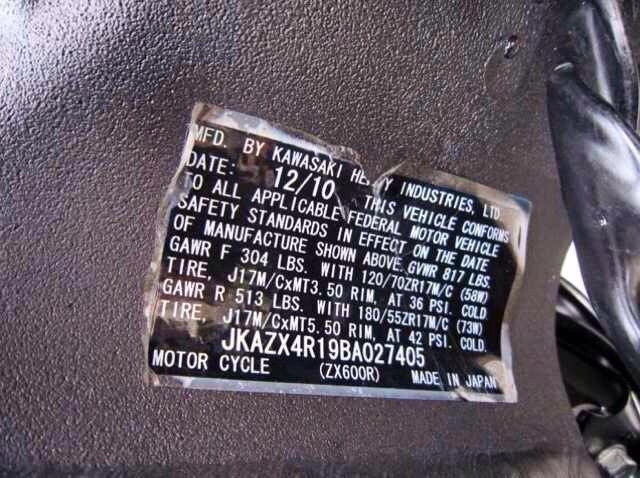 MFD. BY KAWASAKI HEAVY INDUSTRIES, LTD.
DATE: 12/10 THIS VEHICLE CONFORMS
TO ALL APPLICABLE FEDERAL MOTOR VEHICLE
SAFETY STANDARDS IN EFFECT ON THE DATE
OF MANUFACTURE SHOWN ABOVE. GVWR 817 LBS.
GAWR F 304 LBS. WITH 120/70ZR17M/C (58W)
TIRE, J17M/CxMT3.50 RIM, AT 36 PSI. COLD
GAWR R 513 LBS. WITH 180/55ZR17M/C (73W)
TIRE, J17M/CxMT5.50 RIM, AT 42 PSI. COLD.
JKAZX4R19BA027405
MOTOR CYCLE (ZX600R) MADE IN JAPAN